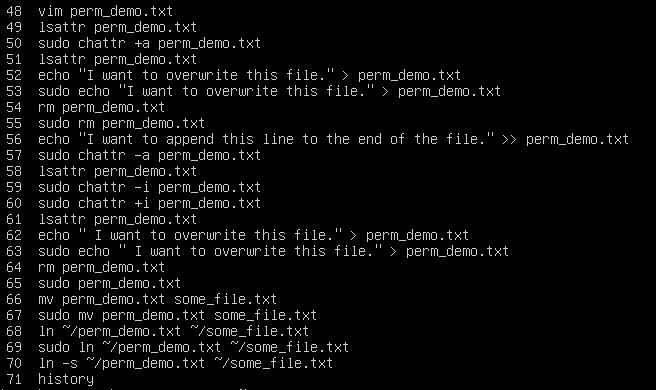 48 vim perm_demo.txt
49 lsattr perm_demo.txt
50 sudo chattr +a perm_demo.txt
51 lsattr perm_demo.txt
52 echo "I want to overwrite this file." > perm_demo.txt
53 sudo echo "I want to overwrite this file." > perm_demo.txt
54 rm perm_demo.txt
55 sudo rm perm_demo.txt
56 echo "I want to append this line to the end of the file." >> perm_demo.txt
57 sudo chattr -a perm_demo.txt
58 lsattr perm_demo.txt
59 sudo chattr -i perm_demo.txt
60 sudo chattr +i perm_demo.txt
61 lsattr perm_demo.txt
62 echo " I want to overwrite this file." > perm_demo.txt
63 sudo echo " I want to overwrite this file." > perm_demo.txt
64 rm perm_demo.txt
65 sudo perm_demo.txt
66 mv perm_demo.txt some_file.txt
67 sudo mv perm_demo.txt some_file.txt
68 ln ~/perm_demo.txt ~/some_file.txt
69 sudo ln ~/perm_demo.txt ~/some_file.txt
70 ln -s ~/perm_demo.txt ~/some_file.txt
71 history